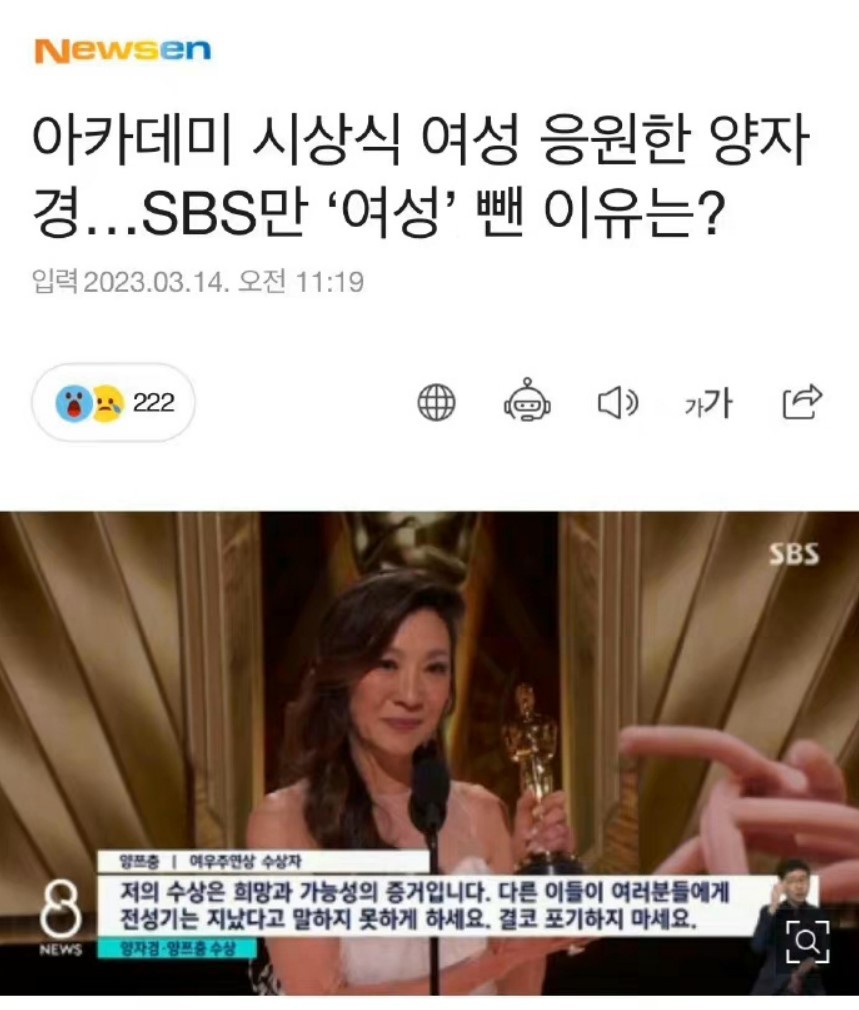 Newsen
아카데미 시상식 여성 응원한 양자
경…SBS만 ‘여성’ 뺀 이유는?
입력 2023.03.14. 오전 11:19
222
가가
SBS
양쯔충 | 여우주연상 수상자
저의 수상은 희망과 가능성의 증거입니다. 다른 이들이 여러분들에게
전성기는 지났다고 말하지 못하게 하세요. 결코 포기하지 마세요.
8
NEWS
양자경·양쯔충 수상